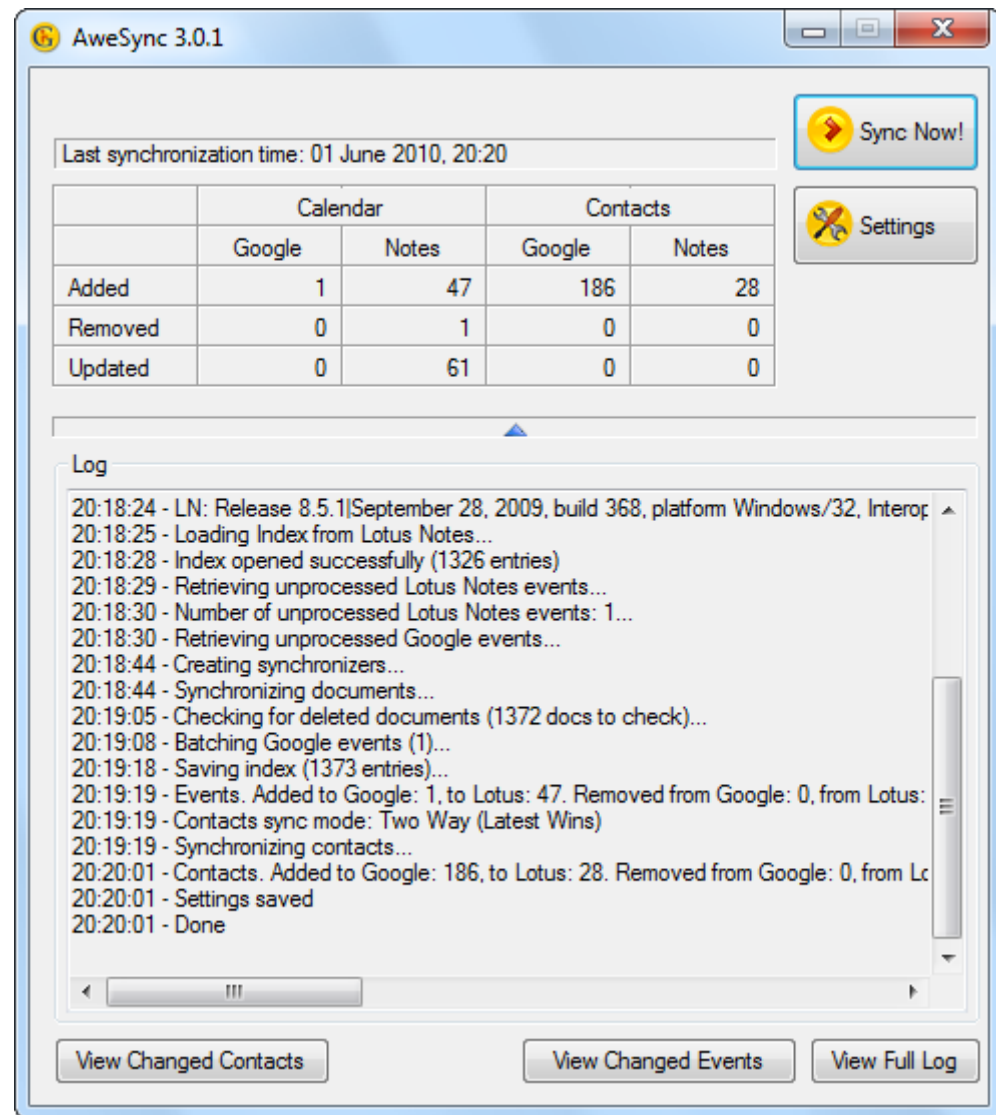 AweSync 3.0.1
Sync Now!
Last synchronization time: 01 June 2010, 20:20
Settings
Calendar Contacts
Google Notes Google Notes
Added 1 47 186 28
Removed 0 1 0 0
Updated 0 61 0 0
Log
20:18:24 - LN: Release 8.5.1|September 28, 2009, build 368, platform Windows/32,
20:18:25 - Loading Index from Lotus Notes...
20:18:28 - Index opened successfully (1326 entries)
20:18:29 - Retrieving unprocessed Lotus Notes events...
20:18:30 - Number of unprocessed Lotus Notes events: 1...
20:18:30 - Retrieving unprocessed Google events...
20:18:44 - Creating synchronizers...
20:18:44 - Synchronizing documents...
20:19:05 - Checking for deleted documents (1372 docs to check)...
20:19:08 - Batching Google events (1)...
20:19:18 - Saving index (1373 entries)...
20:19:19 - Events. Added to Google: 1, to Lotus: 47. Removed from Google: 0, from Lotus:
20:19:19 - Contacts sync mode: Two Way (Latest Wins)
20:19:19 - Synchronizing contacts...
20:20:01 - Contacts. Added to Google: 186, to Lotus: 28. Removed from Google: 0, from
20:20:01 - Settings saved
20:20:01 - Done
View Changed Contacts View Changed Events View Full Log